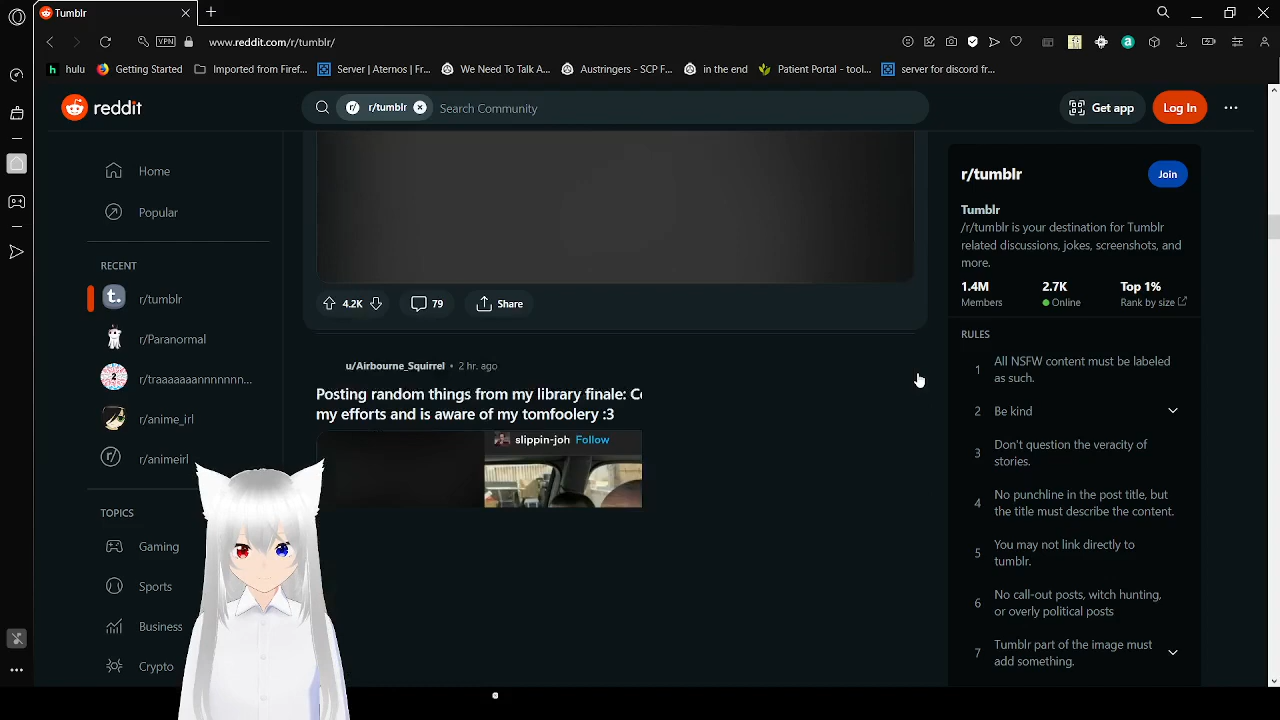 Tumblr
VPN
www.reddit.com/r/tumblr/
hulu
Getting Started
Imported from Firef...
Server | Aternos | Fr...
We Need To Talk A...
Austringers - SCP F...
in the end
Patient Portal - tool...
server for discord fr...
reddit
r/tumblr
Search Community
Get app
Log In
Home
Popular
RECENT
r/tumblr
r/Paranormal
r/traaaaaaannnnnnn...
r/anime_irl
r/animeirl
TOPICS
Gaming
Sports
Business
Crypto
4.2K
79
Share
u/Airbourne_Squirrel • 2 hr. ago
Posting random things from my library finale:
my efforts and is aware of my tomfoolery :3
slippin-joh Follow
r/tumblr
Join
Tumblr
/r/tumblr is your destination for Tumblr
related discussions, jokes, screenshots, and
more.
1.4M 2.7K Top 1%
Members Online Rank by size
RULES
1 All NSFW content must be labeled
as such.
2 Be kind
3 Don't question the veracity of
stories.
4 No punchline in the post title, but
the title must describe the content.
5 You may not link directly to
tumblr.
6 No call-out posts, witch hunting,
or overly political posts
7 Tumblr part of the image must
add something.